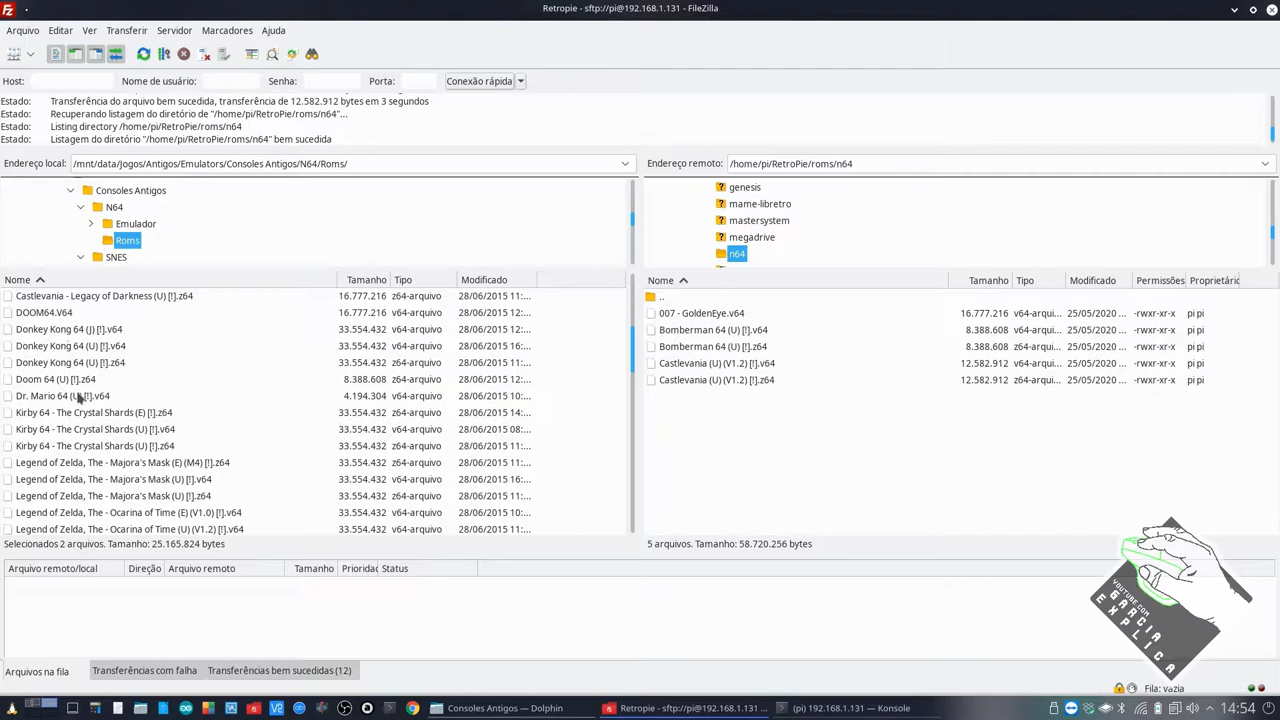 Retropie - sftp://pi@192.168.1.131 - FileZilla
Arquivo Editar Ver Transferir Servidor Marcadores Ajuda
Host: Nome de usuário: Senha: Porta: Conexão rápida
Estado: Transferência do arquivo bem sucedida, transferência de 12.582.912 bytes em 3 segundos
Estado: Recuperando listagem do diretório de "/home/pi/RetroPie/roms/n64"...
Estado: Listing directory /home/pi/RetroPie/roms/n64
Estado: Listagem do diretório "/home/pi/RetroPie/roms/n64" bem sucedida
Endereço local: /mnt/data/Jogos/Antigos/Emulators/Consoles Antigos/N64/Roms/
Consoles Antigos
N64
Emulador
Roms
SNES
Endereço remoto: /home/pi/RetroPie/roms/n64
genesis
mame-libretro
mastersystem
megadrive
n64
Nome Tamanho Tipo Modificado
Castlevania - Legacy of Darkness (U) [!].z64 16.777.216 z64-arquivo 28/06/2015 11:...
DOOM64.V64 16.777.216 v64-arquivo 28/06/2015 12:...
Donkey Kong 64 (J) [!].v64 33.554.432 v64-arquivo 28/06/2015 12:...
Donkey Kong 64 (U) [!].v64 33.554.432 v64-arquivo 28/06/2015 16:...
Donkey Kong 64 (U) [!].z64 33.554.432 z64-arquivo 28/06/2015 11:...
Doom 64 (U) [!].z64 8.388.608 z64-arquivo 28/06/2015 12:...
Dr. Mario 64 (U) [!].v64 4.194.304 v64-arquivo 28/06/2015 12:...
Kirby 64 - The Crystal Shards (E) [!].z64 33.554.432 z64-arquivo 28/06/2015 14:...
Kirby 64 - The Crystal Shards (U) [!].v64 33.554.432 v64-arquivo 28/06/2015 08:...
Kirby 64 - The Crystal Shards (U) [!].z64 33.554.432 z64-arquivo 28/06/2015 11:...
Legend of Zelda, The - Majora's Mask (E) (M4) [!].z64 33.554.432 z64-arquivo 28/06/2015 11:...
Legend of Zelda, The - Majora's Mask (U) [!].v64 33.554.432 v64-arquivo 28/06/2015 16:...
Legend of Zelda, The - Majora's Mask (U) [!].z64 33.554.432 z64-arquivo 28/06/2015 11:...
Legend of Zelda, The - Ocarina of Time (E) (V1.0) [!].v64 33.554.432 v64-arquivo 28/06/2015 10:...
Legend of Zelda, The - Ocarina of Time (U) (V1.2) [!].v64 33.554.432 v64-arquivo 28/06/2015 11:...
Selecionados 2 arquivos. Tamanho: 25.165.824 bytes
Nome Tamanho Tipo Modificado Permissões Proprietári
..
007 - GoldenEye.v64 16.777.216 v64-arqui... 25/05/2020 ... -rwxr-xr-x pi pi
Bomberman 64 (U) [!].v64 8.388.608 v64-arqui... 25/05/2020 ... -rwxr-xr-x pi pi
Bomberman 64 (U) [!].z64 8.388.608 z64-arqui... 25/05/2020 ... -rwxr-xr-x pi pi
Castlevania (U) (V1.2) [!].v64 12.582.912 v64-arqui... 25/05/2020 ... -rwxr-xr-x pi pi
Castlevania (U) (V1.2) [!].z64 12.582.912 z64-arqui... 25/05/2020 ... -rwxr-xr-x pi pi
5 arquivos. Tamanho: 58.720.256 bytes
Arquivo remoto/local Direção Arquivo remoto Tamanho Prioridac Status
YOUTUBE.COM
GARCIA
EXPLICA
Arquivos na fila Transferências com falha Transferências bem sucedidas (12)
Fila: vazia
Consoles Antigos — Dolphin Retropie - sftp://pi@192.168.1.131 ... (pi) 192.168.1.131 — Konsole 14:54